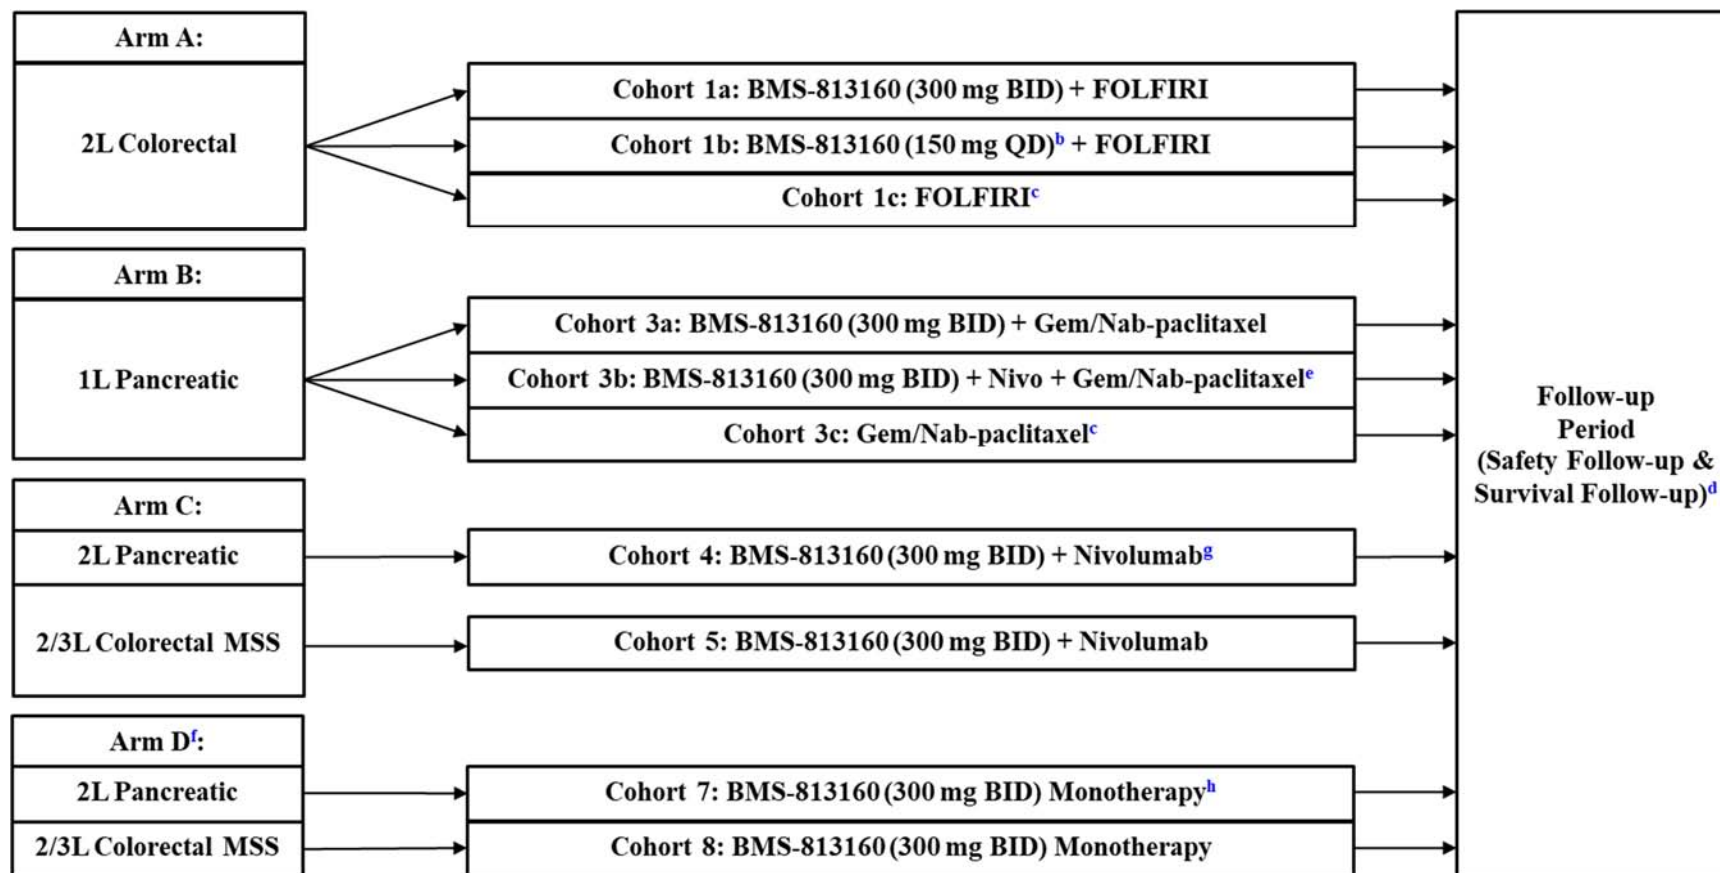 Arm A:
2L Colorectal
Cohort 1a: BMS-813160 (300 mg BID) + FOLFIRI
Cohort 1b: BMS-813160 (150 mg QD)b + FOLFIRI
Cohort 1c: FOLFIRIc
Arm B:
1L Pancreatic
Cohort 3a: BMS-813160 (300 mg BID) + Gem/Nab-paclitaxel
Cohort 3b: BMS-813160 (300 mg BID) + Nivo + Gem/Nab-paclitaxele
Cohort 3c: Gem/Nab-paclitaxelc
Arm C:
2L Pancreatic
Cohort 4: BMS-813160 (300 mg BID) + Nivolumabg
2/3L Colorectal MSS
Cohort 5: BMS-813160 (300 mg BID) + Nivolumab
Arm Df:
2L Pancreatic
Cohort 7: BMS-813160 (300 mg BID) Monotherapyh
2/3L Colorectal MSS
Cohort 8: BMS-813160 (300 mg BID) Monotherapy
Follow-up
Period
(Safety Follow-up &
Survival Follow-up)d